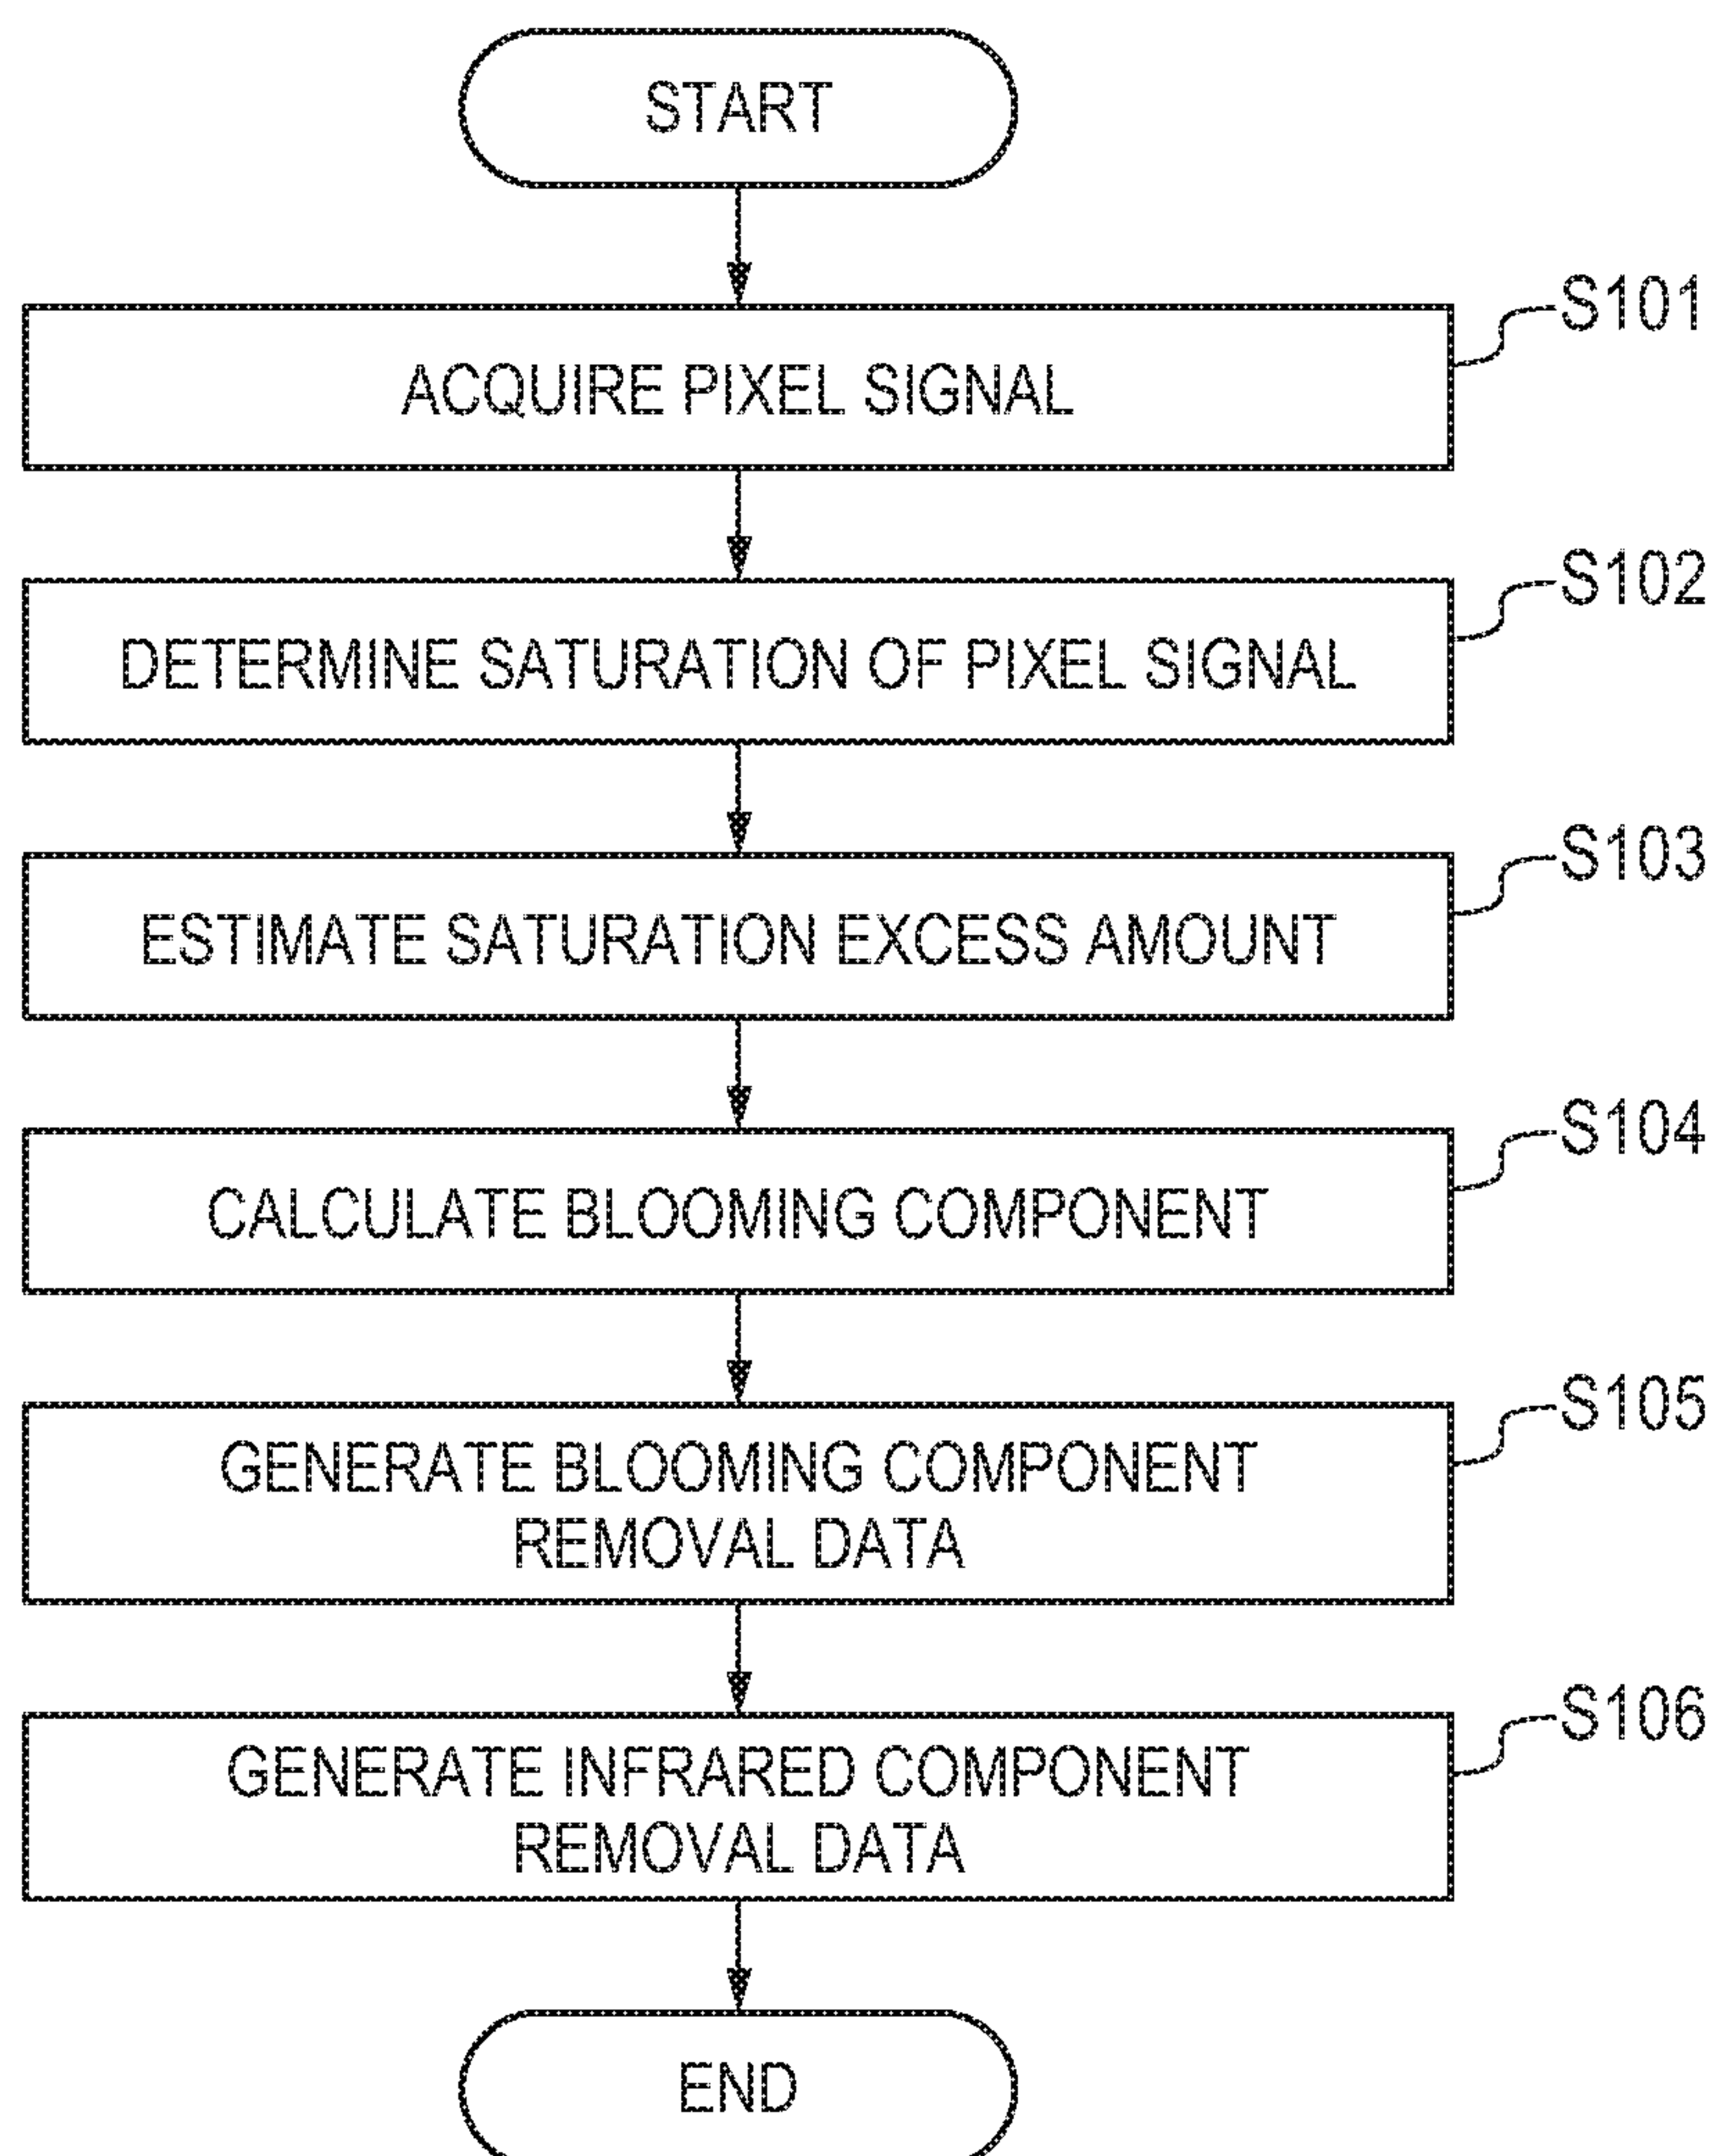 START
S101
ACQUIRE PIXEL SIGNAL
S102
DETERMINE SATURATION OF PIXEL SIGNAL
S103
ESTIMATE SATURATION EXCESS AMOUNT
S104
CALCULATE BLOOMING COMPONENT
S105
GENERATE BLOOMING COMPONENT
REMOVAL DATA
S106
GENERATE INFRARED COMPONENT
REMOVAL DATA
END